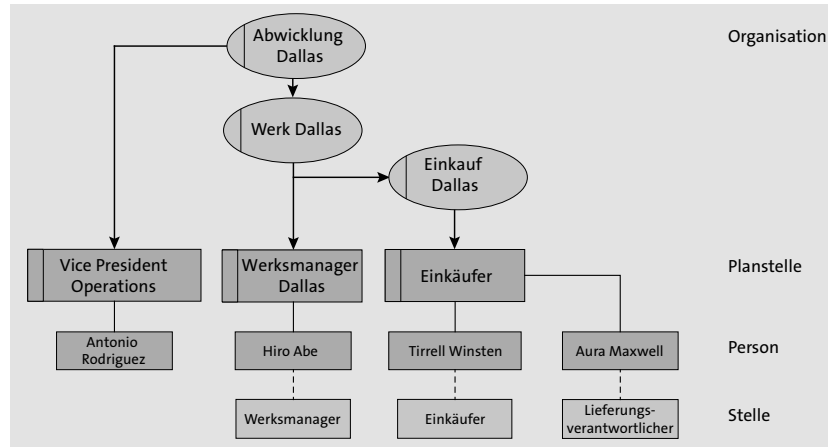 Abwicklung
Dallas
Organisation
Werk Dallas
Einkauf
Dallas
Vice President
Operations
Werksmanager
Dallas
Einkäufer
Planstelle
Antonio
Rodriguez
Hiro Abe
Tirrell Winsten
Aura Maxwell
Person
Werksmanager
Einkäufer
Lieferungs-
verantwortlicher
Stelle